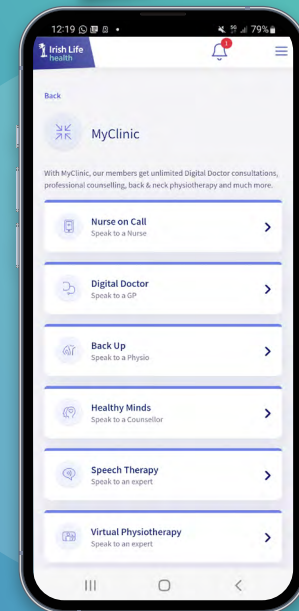 12:19
79%
Irish Life
health
1
Back
MyClinic
With MyClinic, our members get unlimited Digital Doctor consultations,
professional counselling, back & neck physiotherapy and much more.
Nurse on Call
Speak to a Nurse
Digital Doctor
Speak to a GP
Back Up
Speak to a Physio
Healthy Minds
Speak to a Counsellor
Speech Therapy
Speak to an expert
Virtual Physiotherapy
Speak to an expert